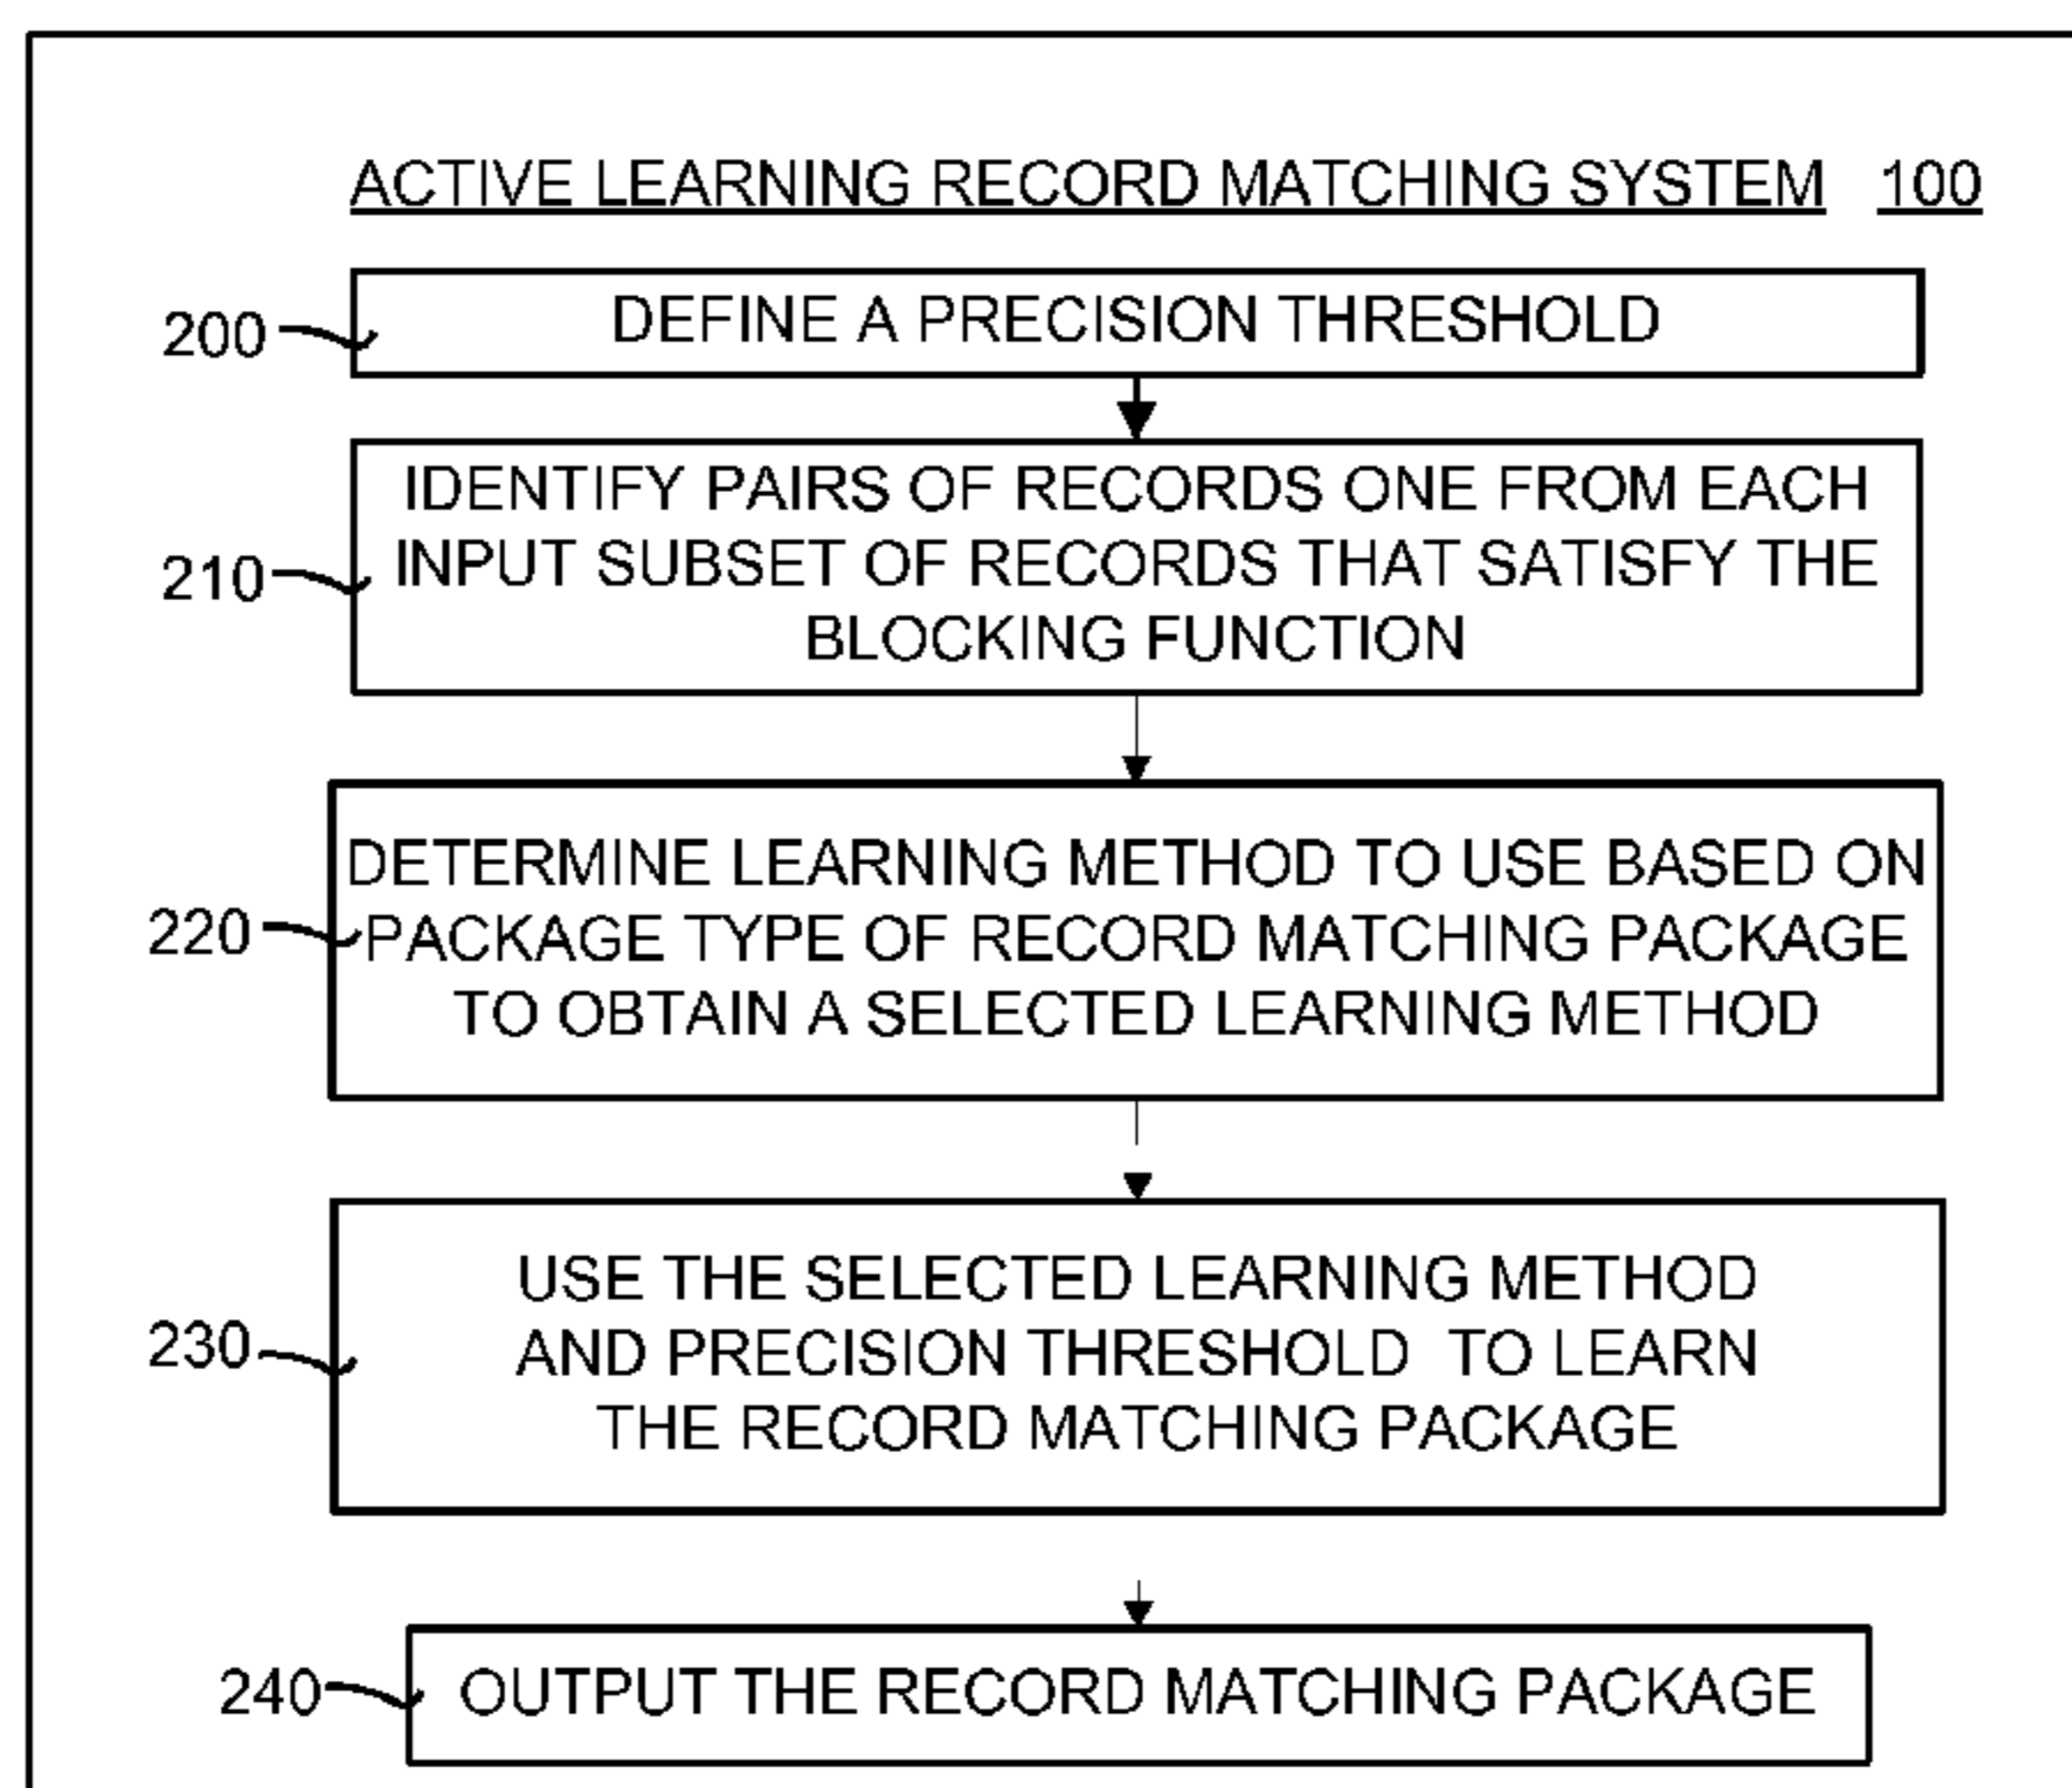 ACTIVE LEARNING RECORD MATCHING SYSTEM 100
200
DEFINE A PRECISION THRESHOLD
210
IDENTIFY PAIRS OF RECORDS ONE FROM EACH
INPUT SUBSET OF RECORDS THAT SATISFY THE
BLOCKING FUNCTION
220
DETERMINE LEARNING METHOD TO USE BASED ON
PACKAGE TYPE OF RECORD MATCHING PACKAGE
TO OBTAIN A SELECTED LEARNING METHOD
230
USE THE SELECTED LEARNING METHOD
AND PRECISION THRESHOLD TO LEARN
THE RECORD MATCHING PACKAGE
240
OUTPUT THE RECORD MATCHING PACKAGE